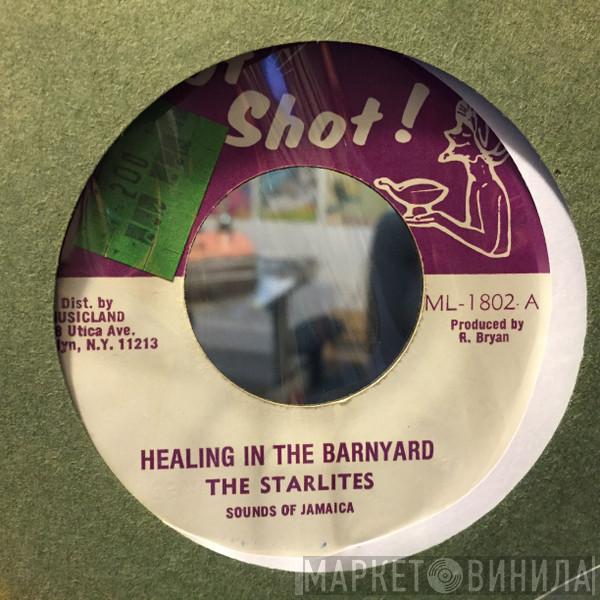 Shot!
200
Dist. by
USICLAND
Utica Ave.
lyn, N.Y. 11213
ML-1802-A
Produced by
R. Bryan
HEALING IN THE BARNYARD
THE STARLITES
SOUNDS OF JAMAICA
МАРКЕТ ВИНИЛА